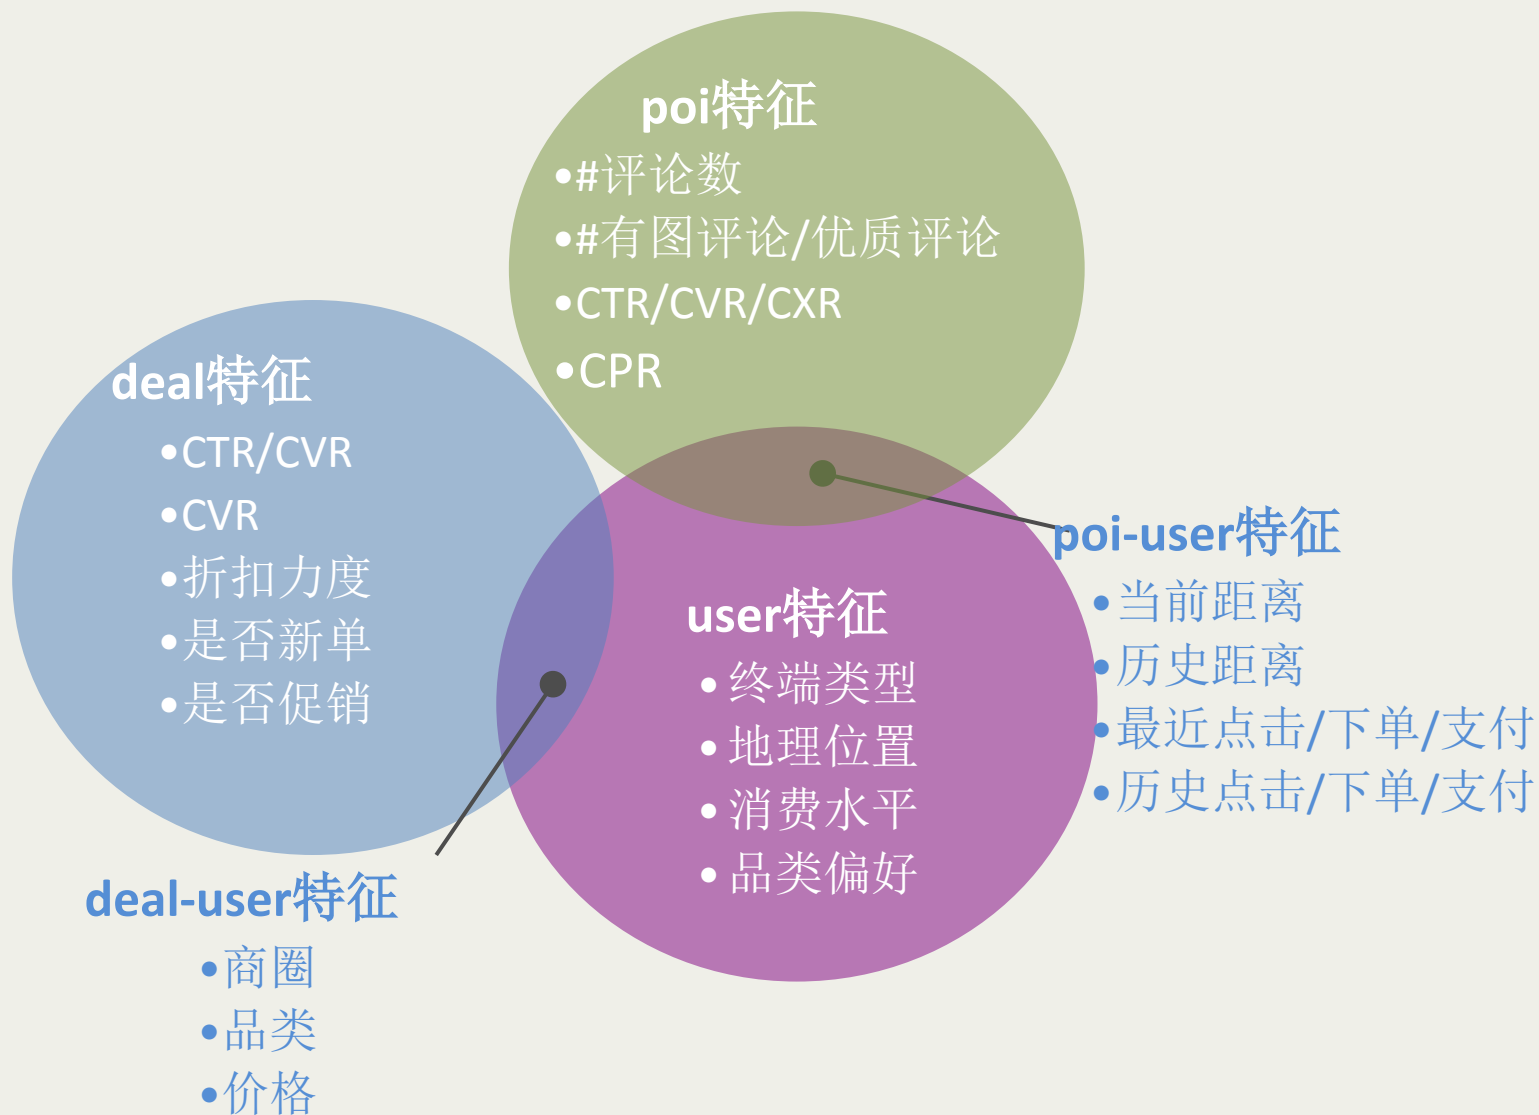 poi特征
•#评论数
•#有图评论/优质评论
•CTR/CVR/CXR
•CPR
deal特征
•CTR/CVR
•CVR
•折扣力度
•是否新单
•是否促销
user特征
•终端类型
•地理位置
•消费水平
•品类偏好
poi-user特征
•当前距离
•历史距离
•最近点击/下单/支付
•历史点击/下单/支付
deal-user特征
•商圈
•品类
•价格